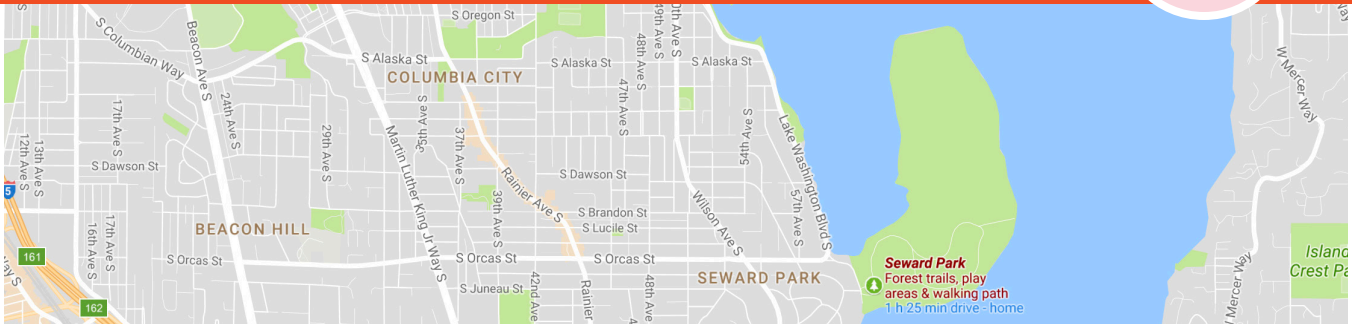 S Oregon St
S Columbian Way
Beacon Ave S
49th Ave S
48th Ave S
S Alaska St
S Alaska St
S Alaska St
COLUMBIA CITY
W Mercer Way
47th Ave S
17th Ave S
24th Ave S
35th Ave S
29th Ave S
37th Ave S
Martin Luther King Jr Way S
54th Ave S
Lake Washington Blvd S
13th Ave S
12th Ave S
S Dawson St
Rainier Ave S
S Dawson St
5
39th Ave S
Wilson Ave S
57th Ave S
S Brandon St
S Lucile St
17th Ave S
16th Ave S
BEACON HILL
161
S Orcas St
S Orcas St
S Orcas St
Seward Park
Forest trails, play
areas & walking path
1 h 25 min drive - home
SEWARD PARK
Island
S Juneau St
42nd Ave
Rainier
48th Ave
Mercer Way
162